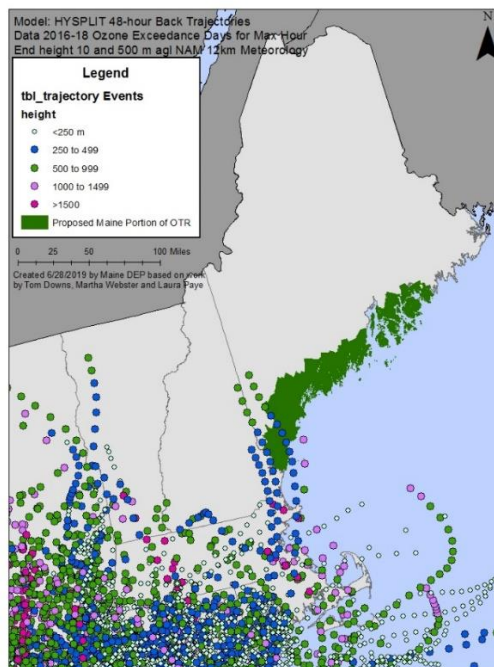 Model: HYSPLIT 48-hour Back Trajectories
Data 2016-18 Ozone Exceedance Days for Max Hour
End height 10 and 500 m agl NAM 12km Meteorology
N
Legend
tbl_trajectory Events
height
<250 m
250 to 499
500 to 999
1000 to 1499
>1500
Proposed Maine Portion of OTR
0 25 50 100 Miles
Created 6/28/2019 by Maine DEP based on work
by Tom Downs, Martha Webster and Laura Paye